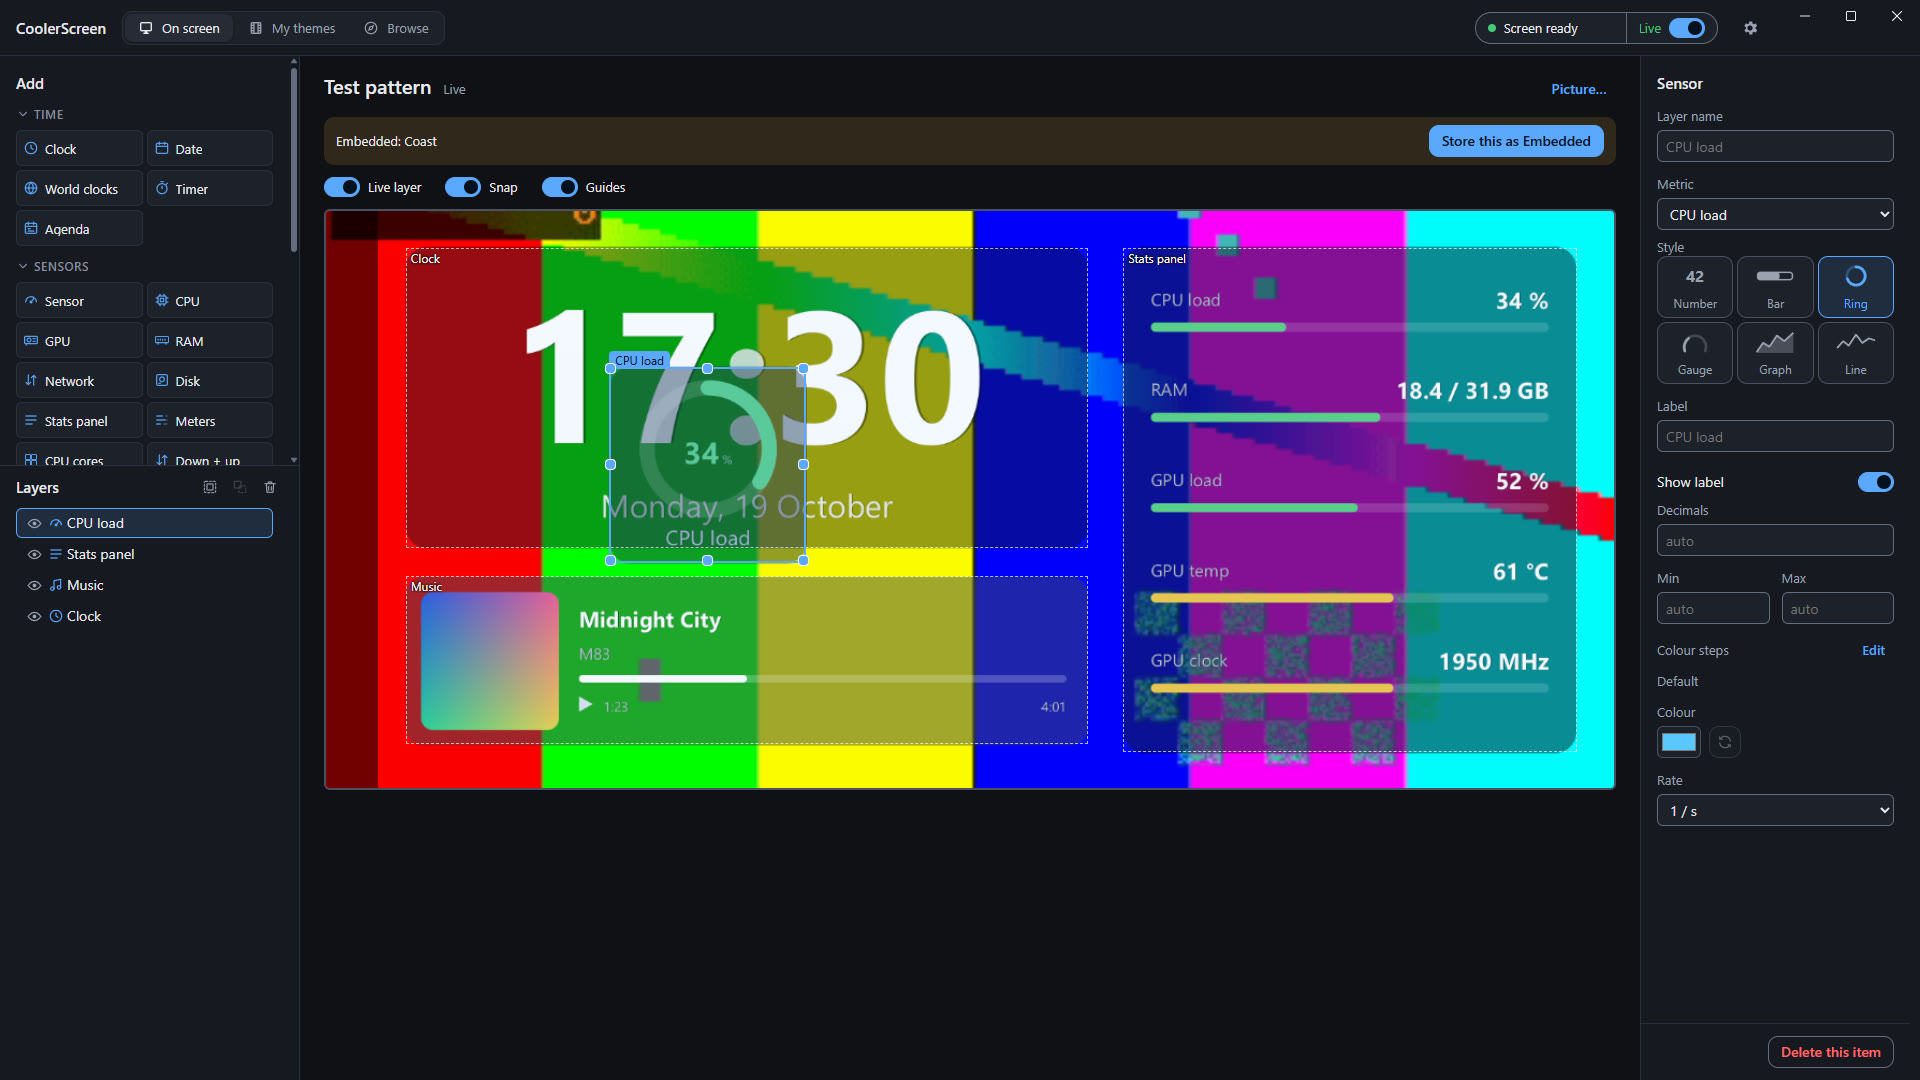 CoolerScreen
On screen
My themes
Browse
Screen ready
Live
Add
TIME
Clock
Date
World clocks
Timer
Agenda
SENSORS
Sensor
CPU
GPU
RAM
Network
Disk
Stats panel
Meters
CPU cores
Down + up
Layers
CPU load
Stats panel
Music
Clock
Test pattern
Live
Picture...
Embedded: Coast
Store this as Embedded
Live layer
Snap
Guides
Clock
17:30
CPU load
34 %
Monday, 19 October
CPU load
Music
Midnight City
M83
1:23
4:01
Stats panel
CPU load
34 %
RAM
18.4 / 31.9 GB
GPU load
52 %
GPU temp
61 °C
GPU clock
1950 MHz
Sensor
Layer name
CPU load
Metric
CPU load
Style
42
Number
Bar
Ring
Gauge
Graph
Line
Label
CPU load
Show label
Decimals
auto
Min
Max
auto
auto
Colour steps
Edit
Default
Colour
Rate
1 / s
Delete this item